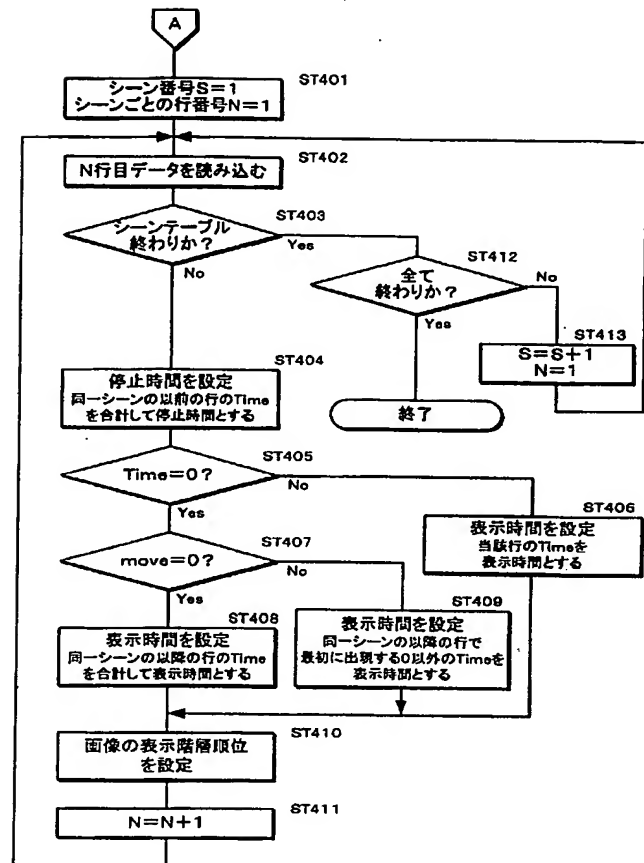 A
シーン番号S=1
シーンごとの行番号N=1
ST401
N行目データを読み込む
ST402
シーンテーブル
終わりか?
ST403
Yes
No
全て
終わりか?
ST412
No
Yes
S=S+1
N=1
ST413
終了
停止時間を設定
同一シーンの以前の行のTime
を合計して停止時間とする
ST404
Time=0?
ST405
No
Yes
表示時間を設定
当該行のTimeを
表示時間とする
ST406
move=0?
ST407
No
Yes
表示時間を設定
同一シーンの以降の行のTime
を合計して表示時間とする
ST408
表示時間を設定
同一シーンの以降の行で
最初に出現する0以外のTimeを
表示時間とする
ST409
画像の表示階層順位
を設定
ST410
N=N+1
ST411